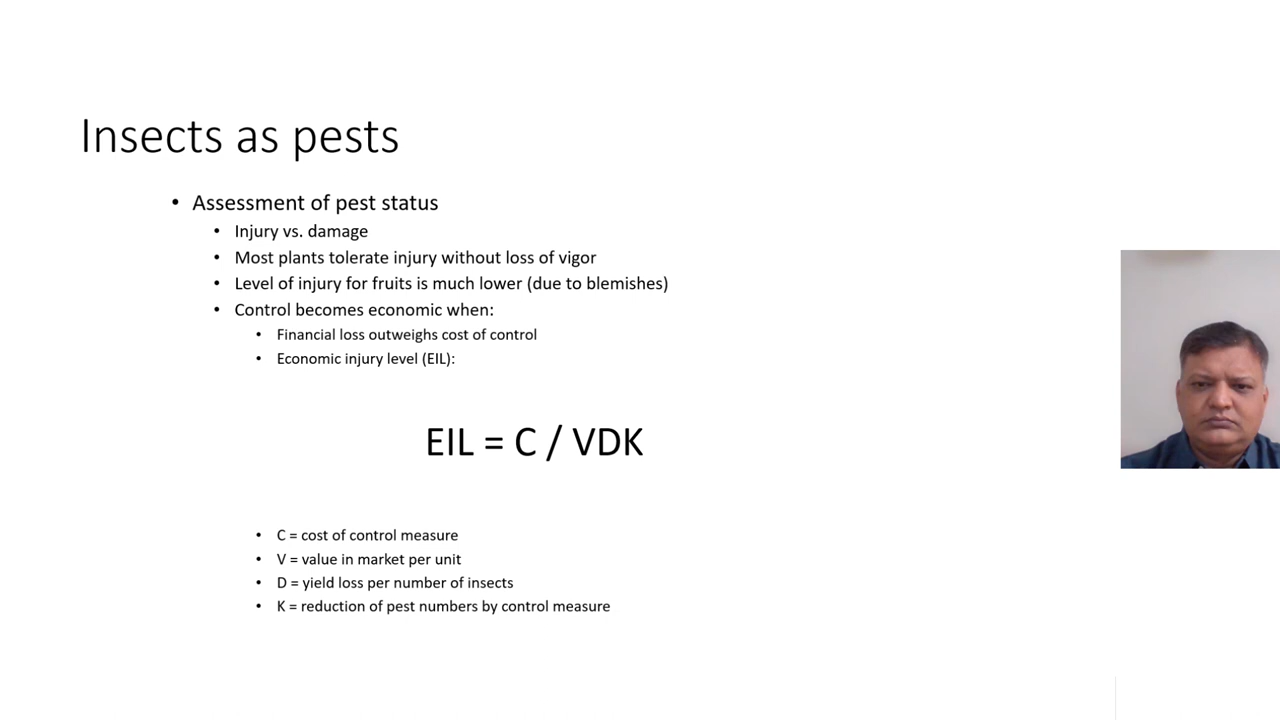 Insects as pests
• Assessment of pest status
• Injury vs. damage
• Most plants tolerate injury without loss of vigor
• Level of injury for fruits is much lower (due to blemishes)
• Control becomes economic when:
• Financial loss outweighs cost of control
• Economic injury level (EIL):
EIL = C / VDK
• C = cost of control measure
• V = value in market per unit
• D = yield loss per number of insects
• K = reduction of pest numbers by control measure